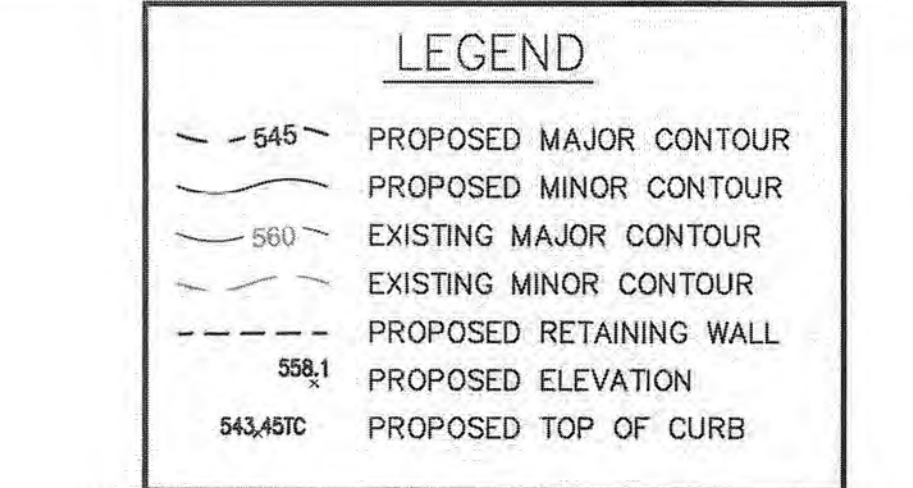 LEGEND
545 PROPOSED MAJOR CONTOUR
PROPOSED MINOR CONTOUR
560 EXISTING MAJOR CONTOUR
EXISTING MINOR CONTOUR
PROPOSED RETAINING WALL
558.1 × PROPOSED ELEVATION
543×45TC PROPOSED TOP OF CURB